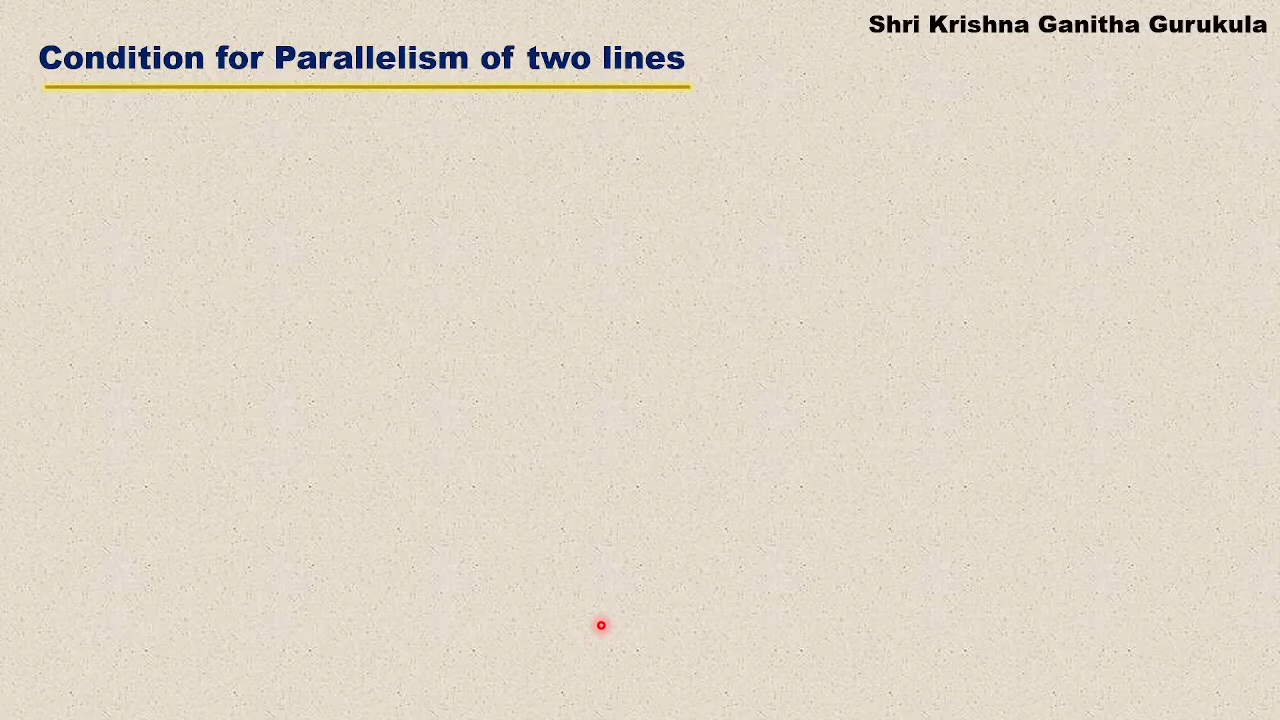 Shri Krishna Ganitha Gurukula
Condition for Parallelism of two lines